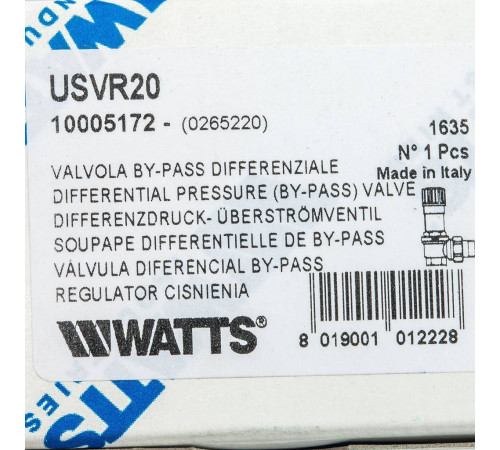 USVR20
10005172 - (0265220)
1635
N° 1 Pcs
Made in Italy
VALVOLA BY-PASS DIFFERENZIALE
DIFFERENTIAL PRESSURE (BY-PASS) VALVE
DIFFERENZDRUCK- ÜBERSTRÖMVENTIL
SOUPAPE DIFFERENTIELLE DE BY-PASS
VÁLVULA DIFERENCIAL BY-PASS
REGULATOR CISNIENIA
WATTS®
8 019001 012228